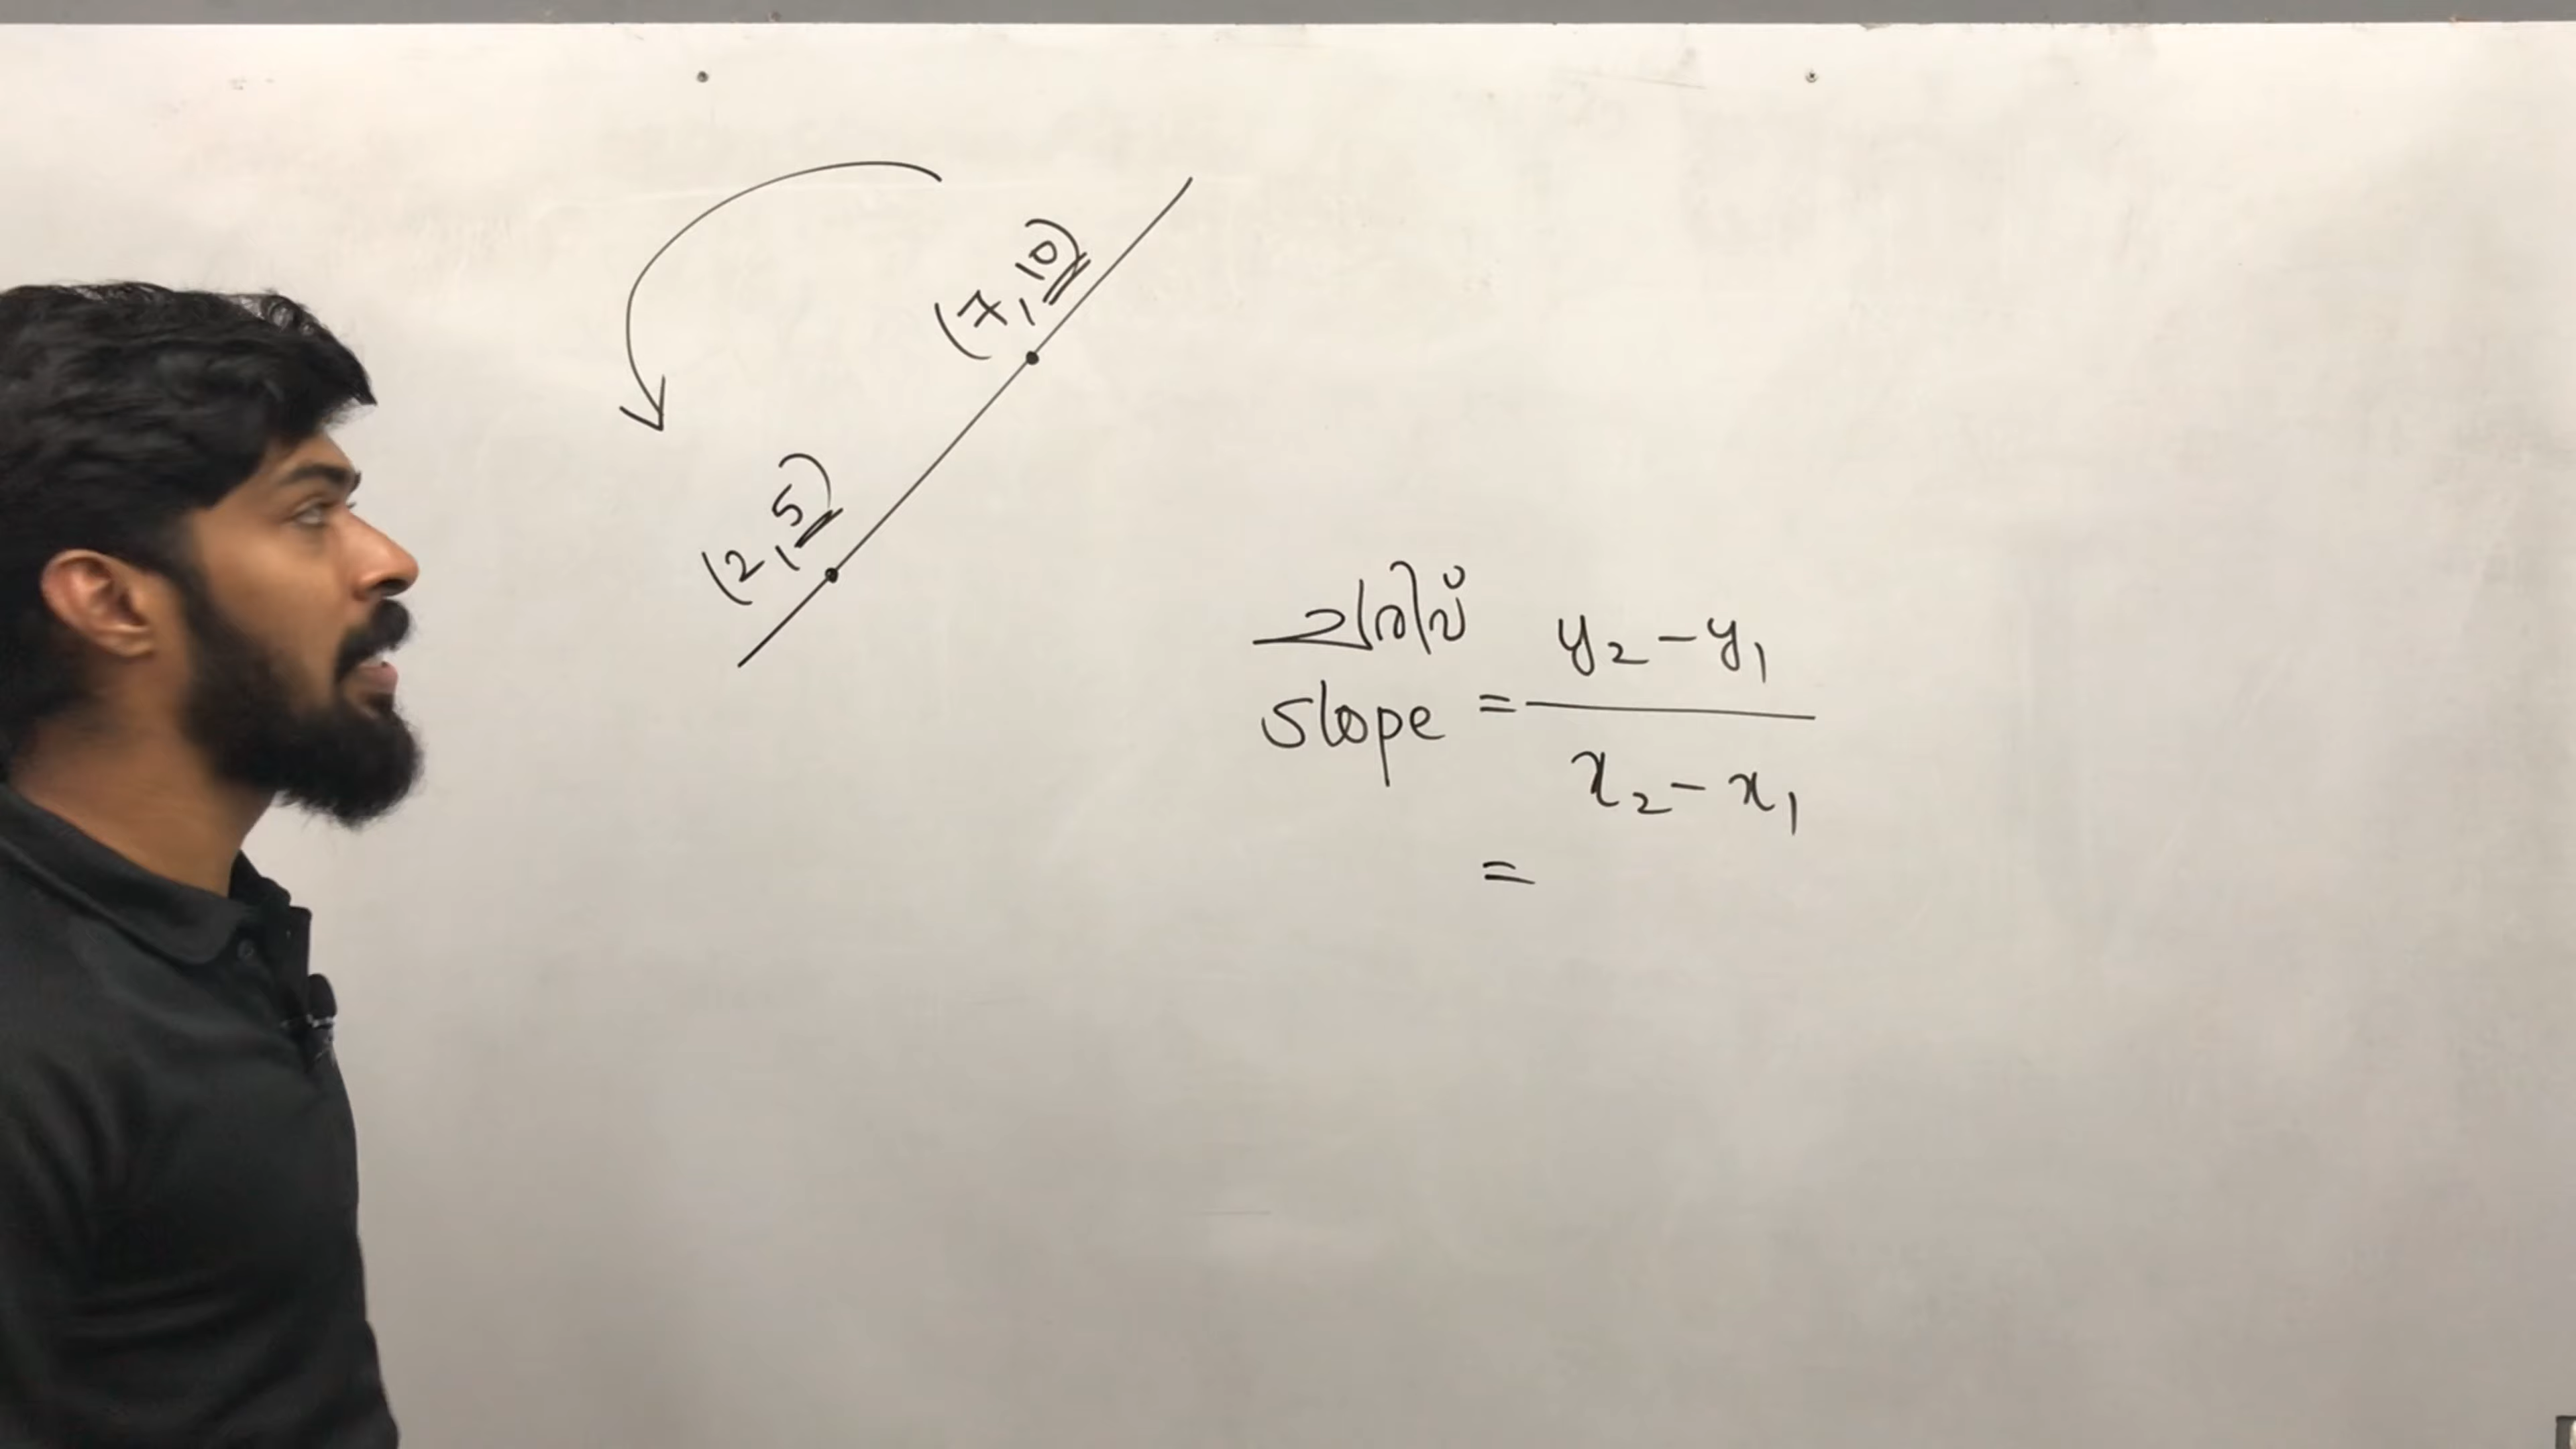 (7, 10)
(2, 5)
ചരിവ്
slope = y₂ - y₁ / x₂ - x₁
=